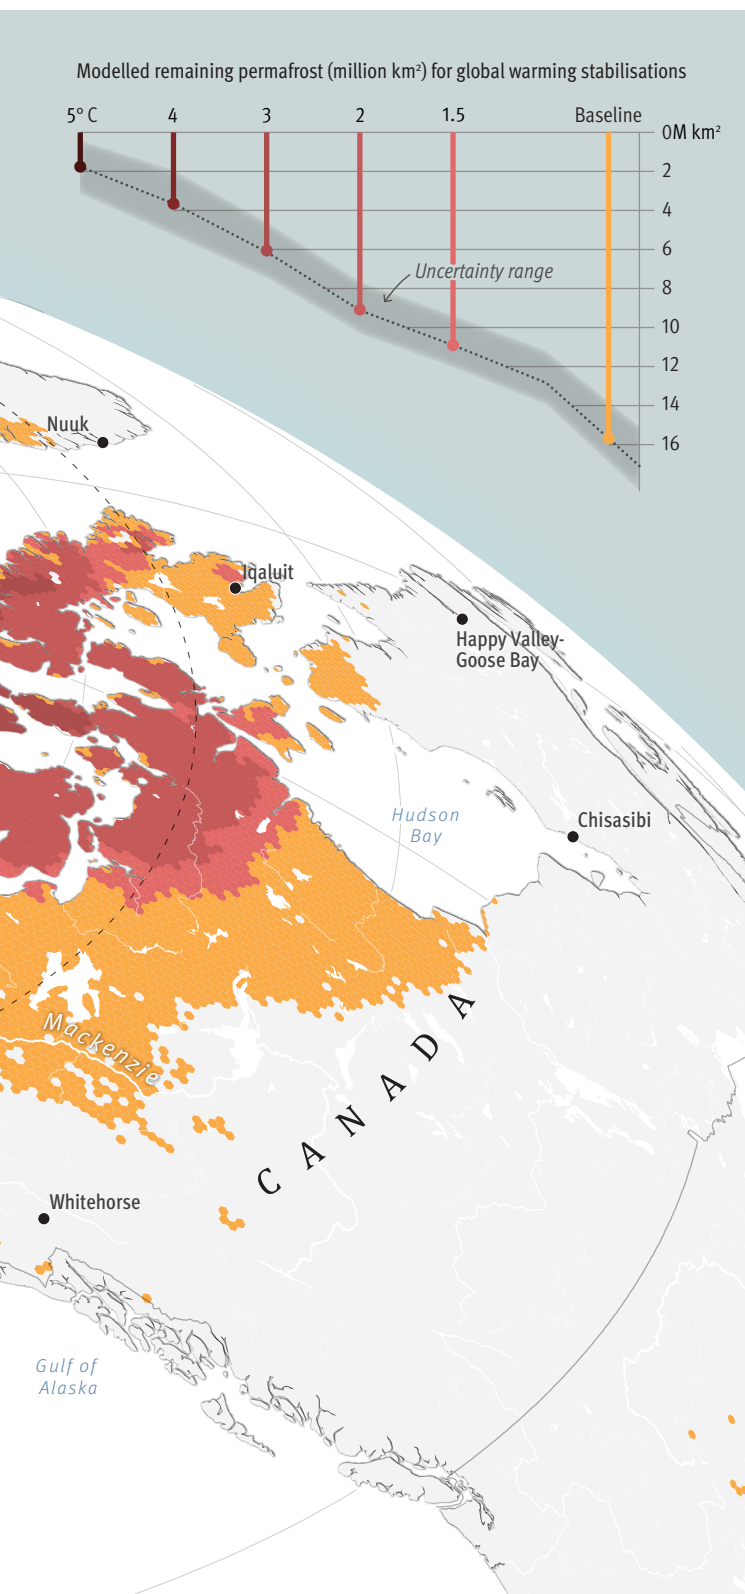 Modelled remaining permafrost (million km²) for global warming stabilisations
5° C 4 3 2 1.5 Baseline
0M km²
2
4
6
Uncertainty range
8
10
12
14
16
Nuuk
Iqaluit
Happy Valley-
Goose Bay
Hudson
Bay
Chisasibi
Mackenzie
CANADA
Whitehorse
Gulf of
Alaska